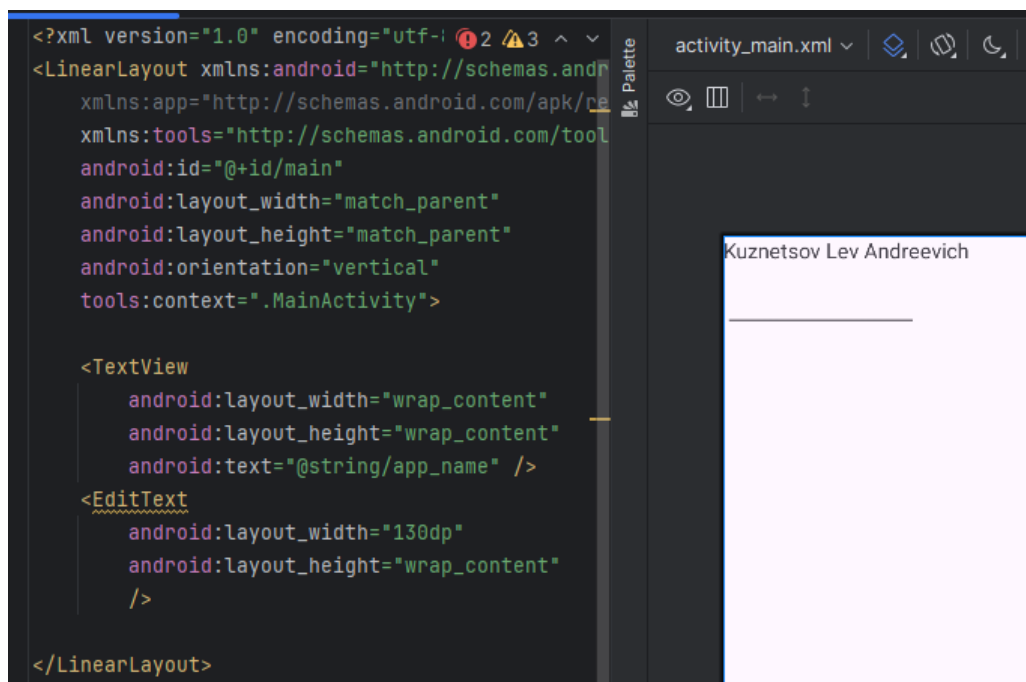 <?xml version="1.0" encoding="utf-8 2 3
<LinearLayout xmlns:android="http://schemas.andr
xmlns:app="http://schemas.android.com/apk/re
xmlns:tools="http://schemas.android.com/tool
android:id="@+id/main"
android:layout_width="match_parent"
android:layout_height="match_parent"
android:orientation="vertical"
tools:context=".MainActivity">
<TextView
android:layout_width="wrap_content"
android:layout_height="wrap_content"
android:text="@string/app_name" />
<EditText
android:layout_width="130dp"
android:layout_height="wrap_content"
/>
</LinearLayout>
Palette
activity_main.xml
Kuznetsov Lev Andreevich